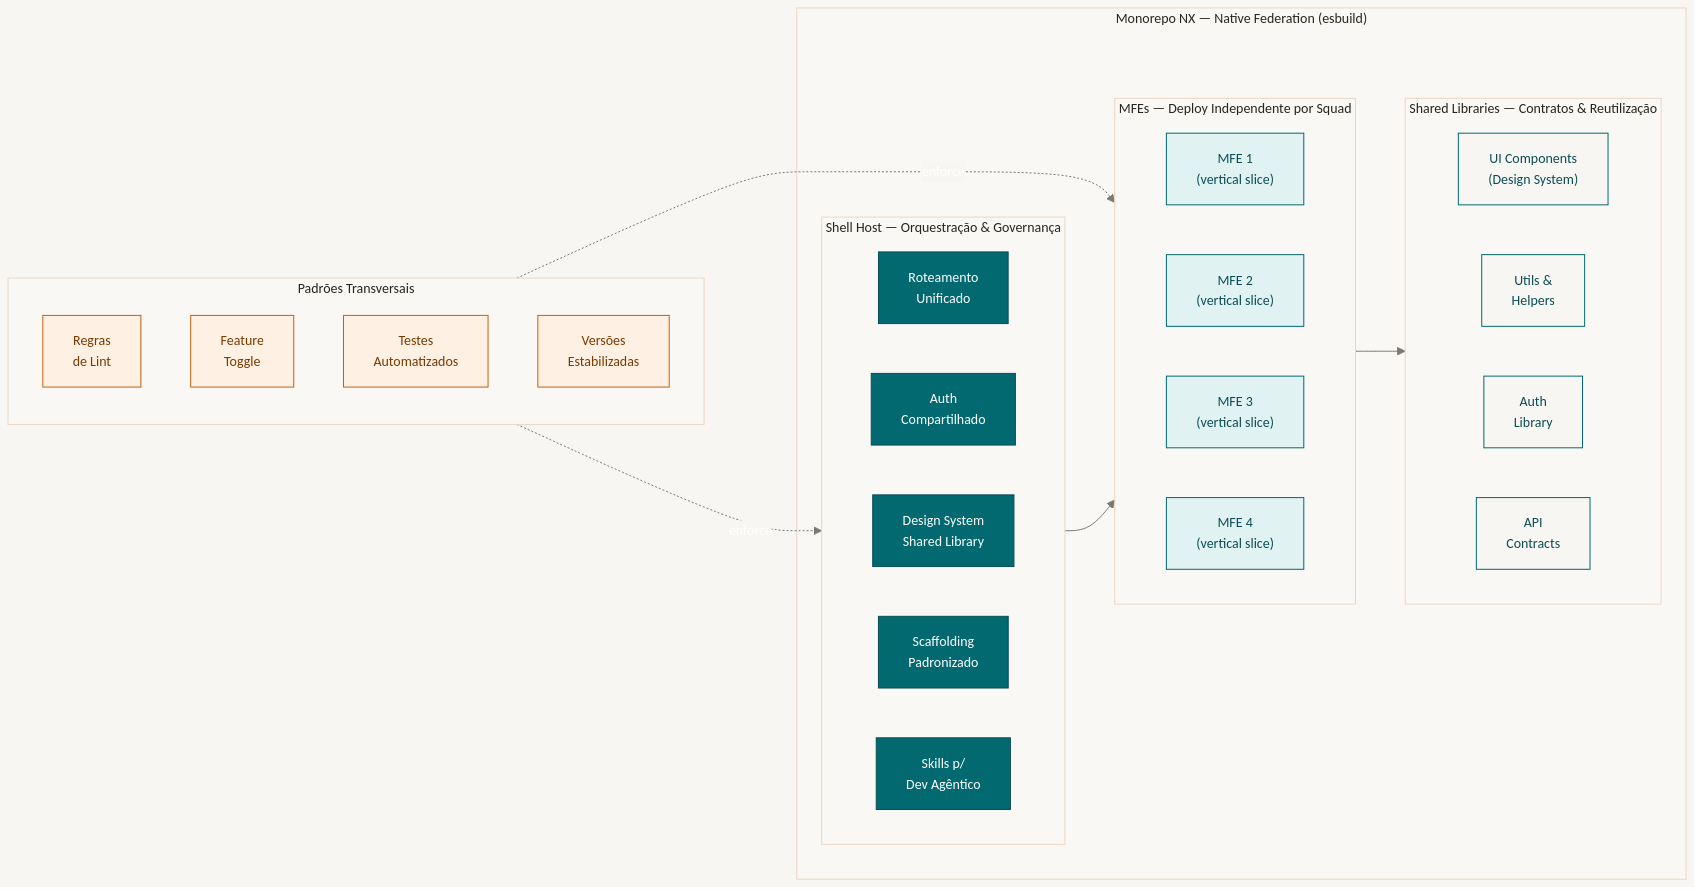 Monorepo NX — Native Federation (esbuild)
Padrões Transversais
Regras
de Lint
Feature
Toggle
Testes
Automatizados
Versões
Estabilizadas
enforce
enforce
Shell Host — Orquestração & Governança
Roteamento
Unificado
Auth
Compartilhado
Design System
Shared Library
Scaffolding
Padronizado
Skills p/
Dev Agêntico
MFEs — Deploy Independente por Squad
MFE 1
(vertical slice)
MFE 2
(vertical slice)
MFE 3
(vertical slice)
MFE 4
(vertical slice)
Shared Libraries — Contratos & Reutilização
UI Components
(Design System)
Utils &
Helpers
Auth
Library
API
Contracts